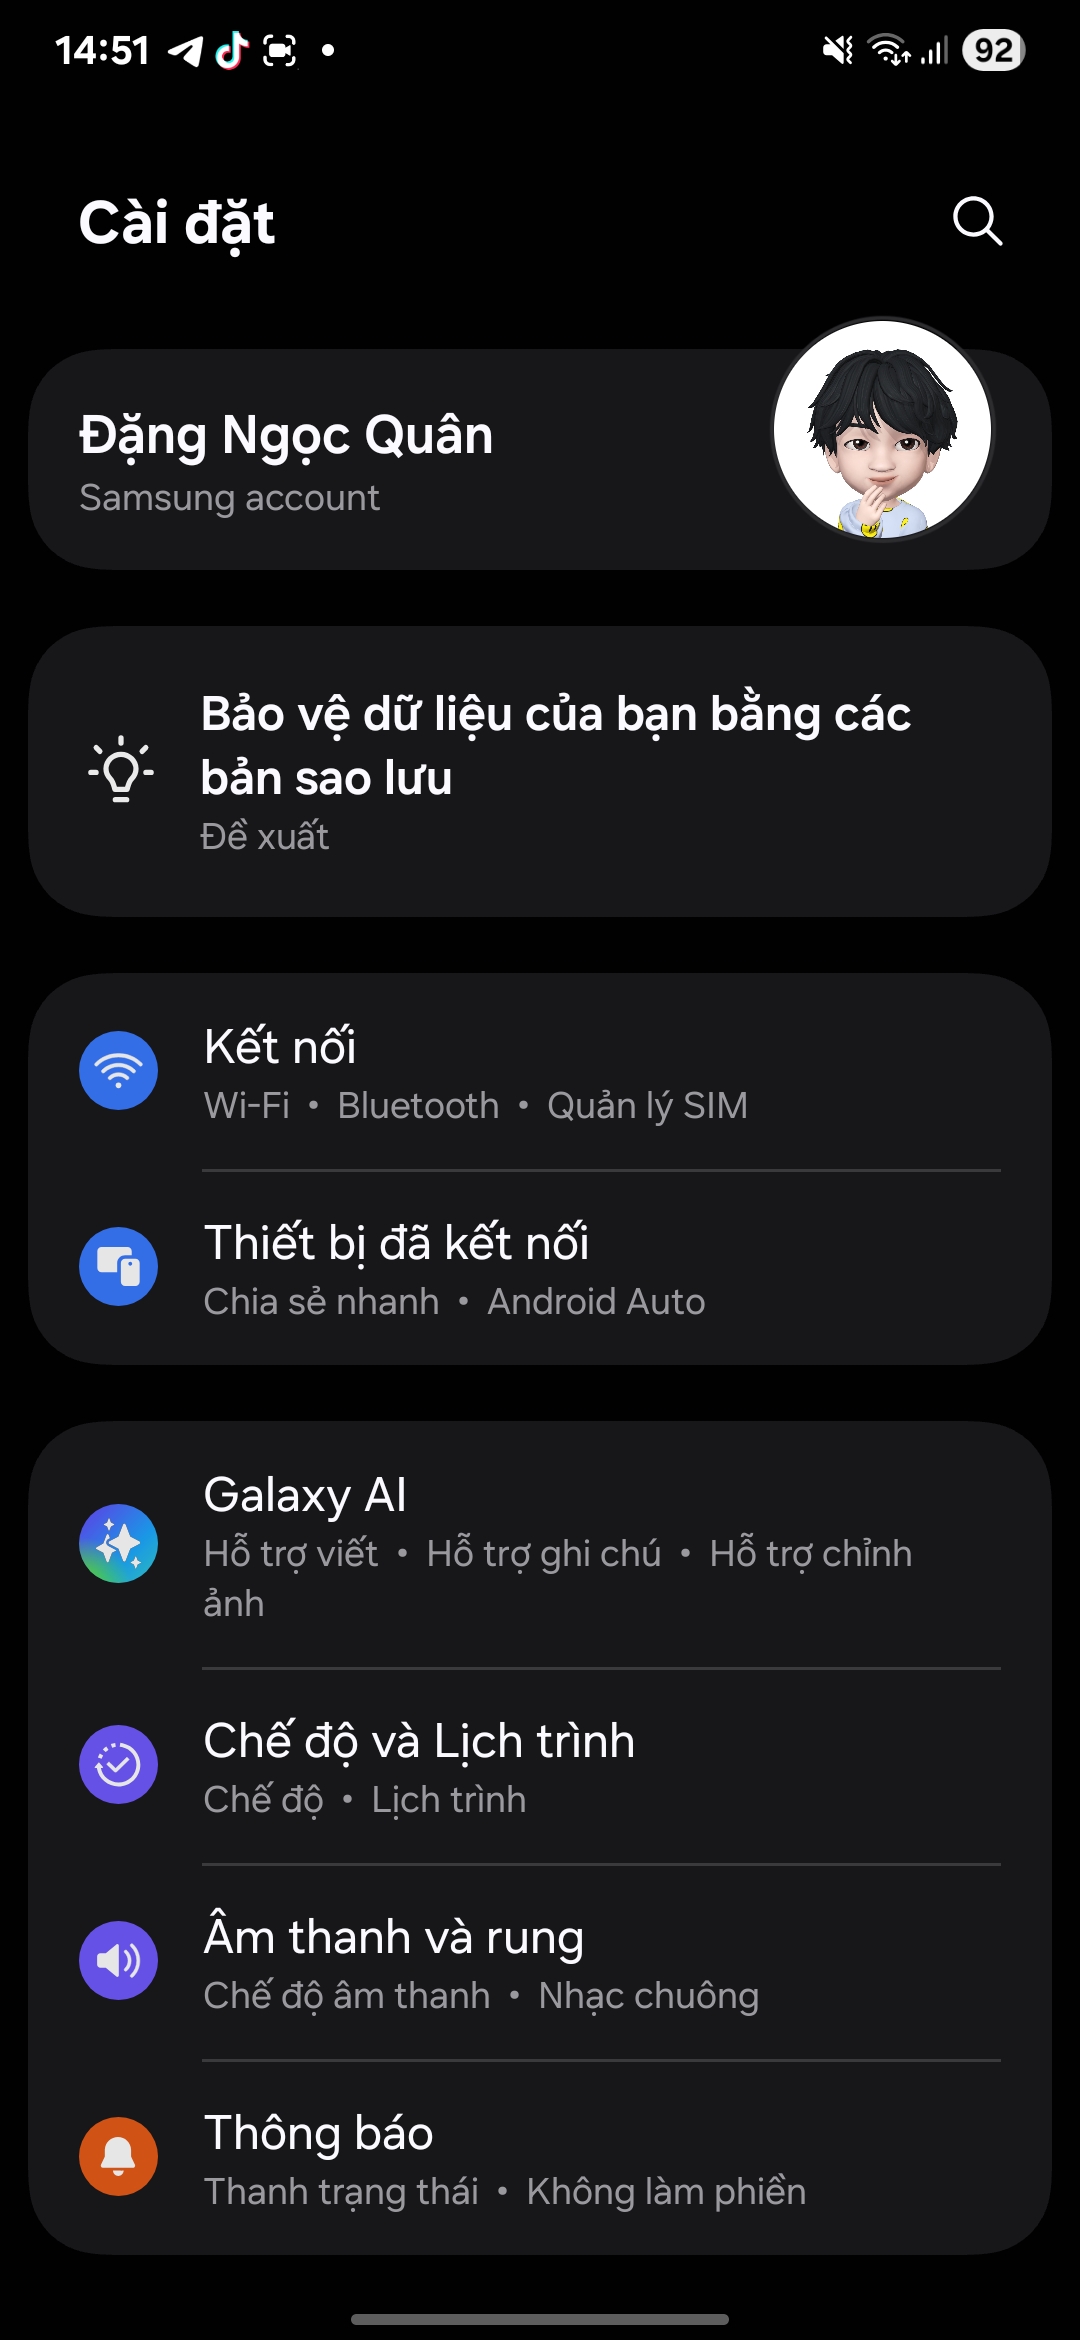 14:51
92
Cài đặt
Đặng Ngọc Quân
Samsung account
Bảo vệ dữ liệu của bạn bằng các
bản sao lưu
Đề xuất
Kết nối
Wi-Fi • Bluetooth • Quản lý SIM
Thiết bị đã kết nối
Chia sẻ nhanh • Android Auto
Galaxy AI
Hỗ trợ viết • Hỗ trợ ghi chú • Hỗ trợ chỉnh
ảnh
Chế độ và Lịch trình
Chế độ • Lịch trình
Âm thanh và rung
Chế độ âm thanh • Nhạc chuông
Thông báo
Thanh trạng thái • Không làm phiền